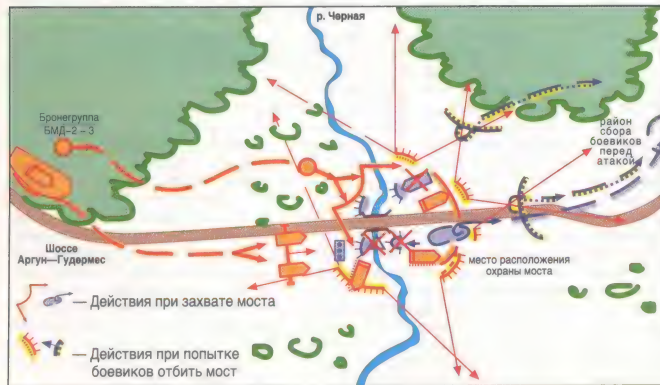 р. Черная
Бронегруппа
БМД-2 - 3
район
сбора
боевиков
перед
атакой
Шоссе
Аргун—Гудермес
место расположения
охраны моста
— Действия при захвате моста
— Действия при попытке
боевиков отбить мост